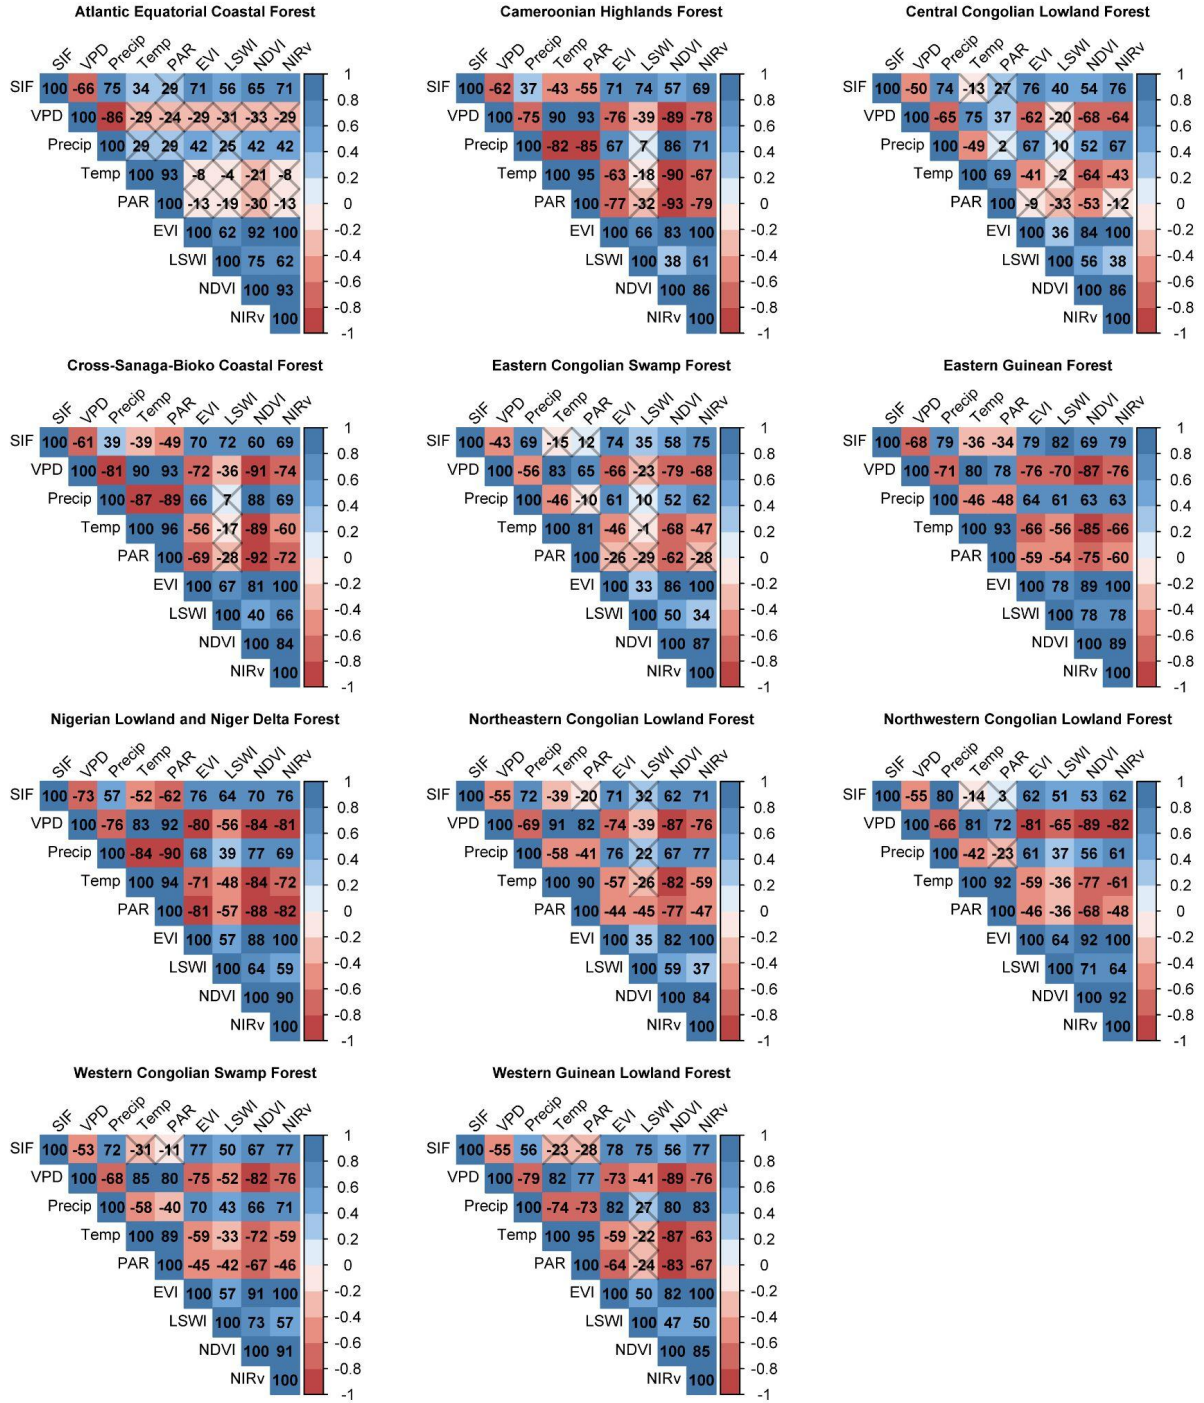 Atlantic Equatorial Coastal Forest
SIF VPD Precip Temp PAR EVI LSWI NDVI NIRv
SIF 100 -66 75 34 29 71 56 65 71
VPD 100 -86 -29 -24 -29 -31 -33 -29
Precip 100 29 29 42 25 42 42
Temp 100 93 -8 -4 -21 -8
PAR 100 -13 -19 -30 -13
EVI 100 62 92 100
LSWI 100 75 62
NDVI 100 93
NIRv 100
1
0.8
0.6
0.4
0.2
0
-0.2
-0.4
-0.6
-0.8
-1
Cameroonian Highlands Forest
SIF VPD Precip Temp PAR EVI LSWI NDVI NIRv
SIF 100 -62 37 -43 -55 71 74 57 69
VPD 100 -75 90 93 -76 -39 -89 -78
Precip 100 -82 -85 67 7 86 71
Temp 100 95 -63 -18 -90 -67
PAR 100 -77 -32 -93 -79
EVI 100 66 83 100
LSWI 100 38 61
NDVI 100 86
NIRv 100
1
0.8
0.6
0.4
0.2
0
-0.2
-0.4
-0.6
-0.8
-1
Central Congolian Lowland Forest
SIF VPD Precip Temp PAR EVI LSWI NDVI NIRv
SIF 100 -50 74 -13 27 76 40 54 76
VPD 100 -65 75 37 -62 -20 -68 -64
Precip 100 -49 2 67 10 52 67
Temp 100 69 -41 -2 -64 -43
PAR 100 -9 -33 -53 -12
EVI 100 36 84 100
LSWI 100 56 38
NDVI 100 86
NIRv 100
1
0.8
0.6
0.4
0.2
0
-0.2
-0.4
-0.6
-0.8
-1
Cross-Sanaga-Bioko Coastal Forest
SIF VPD Precip Temp PAR EVI LSWI NDVI NIRv
SIF 100 -61 39 -39 -49 70 72 60 69
VPD 100 -81 90 93 -72 -36 -91 -74
Precip 100 -87 -89 66 7 88 69
Temp 100 96 -56 -17 -89 -60
PAR 100 -69 -28 -92 -72
EVI 100 67 81 100
LSWI 100 40 66
NDVI 100 84
NIRv 100
1
0.8
0.6
0.4
0.2
0
-0.2
-0.4
-0.6
-0.8
-1
Eastern Congolian Swamp Forest
SIF VPD Precip Temp PAR EVI LSWI NDVI NIRv
SIF 100 -43 69 -15 12 74 35 58 75
VPD 100 -56 83 65 -66 -23 -79 -68
Precip 100 -46 -10 61 10 52 62
Temp 100 81 -46 -1 -68 -47
PAR 100 -26 -29 -62 -28
EVI 100 33 86 100
LSWI 100 50 34
NDVI 100 87
NIRv 100
1
0.8
0.6
0.4
0.2
0
-0.2
-0.4
-0.6
-0.8
-1
Eastern Guinean Forest
SIF VPD Precip Temp PAR EVI LSWI NDVI NIRv
SIF 100 -68 79 -36 -34 79 82 69 79
VPD 100 -71 80 78 -76 -70 -87 -76
Precip 100 -46 -48 64 61 63 63
Temp 100 93 -66 -56 -85 -66
PAR 100 -59 -54 -75 -60
EVI 100 78 89 100
LSWI 100 78 78
NDVI 100 89
NIRv 100
1
0.8
0.6
0.4
0.2
0
-0.2
-0.4
-0.6
-0.8
-1
Nigerian Lowland and Niger Delta Forest
SIF VPD Precip Temp PAR EVI LSWI NDVI NIRv
SIF 100 -73 57 -52 -62 76 64 70 76
VPD 100 -76 83 92 -80 -56 -84 -81
Precip 100 -84 -90 68 39 77 69
Temp 100 94 -71 -48 -84 -72
PAR 100 -81 -57 -88 -82
EVI 100 57 88 100
LSWI 100 64 59
NDVI 100 90
NIRv 100
1
0.8
0.6
0.4
0.2
0
-0.2
-0.4
-0.6
-0.8
-1
Northeastern Congolian Lowland Forest
SIF VPD Precip Temp PAR EVI LSWI NDVI NIRv
SIF 100 -55 72 -39 -20 71 32 62 71
VPD 100 -69 91 82 -74 -39 -87 -76
Precip 100 -58 -41 76 22 67 77
Temp 100 90 -57 -26 -82 -59
PAR 100 -44 -45 -77 -47
EVI 100 35 82 100
LSWI 100 59 37
NDVI 100 84
NIRv 100
1
0.8
0.6
0.4
0.2
0
-0.2
-0.4
-0.6
-0.8
-1
Northwestern Congolian Lowland Forest
SIF VPD Precip Temp PAR EVI LSWI NDVI NIRv
SIF 100 -55 80 -14 3 62 51 53 62
VPD 100 -66 81 72 -81 -65 -89 -82
Precip 100 -42 -23 61 37 56 61
Temp 100 92 -59 -36 -77 -61
PAR 100 -46 -36 -68 -48
EVI 100 64 92 100
LSWI 100 71 64
NDVI 100 92
NIRv 100
1
0.8
0.6
0.4
0.2
0
-0.2
-0.4
-0.6
-0.8
-1
Western Congolian Swamp Forest
SIF VPD Precip Temp PAR EVI LSWI NDVI NIRv
SIF 100 -53 72 -31 -11 77 50 67 77
VPD 100 -68 85 80 -75 -52 -82 -76
Precip 100 -58 -40 70 43 66 71
Temp 100 89 -59 -33 -72 -59
PAR 100 -45 -42 -67 -46
EVI 100 57 91 100
LSWI 100 73 57
NDVI 100 91
NIRv 100
1
0.8
0.6
0.4
0.2
0
-0.2
-0.4
-0.6
-0.8
-1
Western Guinean Lowland Forest
SIF VPD Precip Temp PAR EVI LSWI NDVI NIRv
SIF 100 -55 56 -23 -28 78 75 56 77
VPD 100 -79 82 77 -73 -41 -89 -76
Precip 100 -74 -73 82 27 80 83
Temp 100 95 -59 -22 -87 -63
PAR 100 -64 -24 -83 -67
EVI 100 50 82 100
LSWI 100 47 50
NDVI 100 85
NIRv 100
1
0.8
0.6
0.4
0.2
0
-0.2
-0.4
-0.6
-0.8
-1